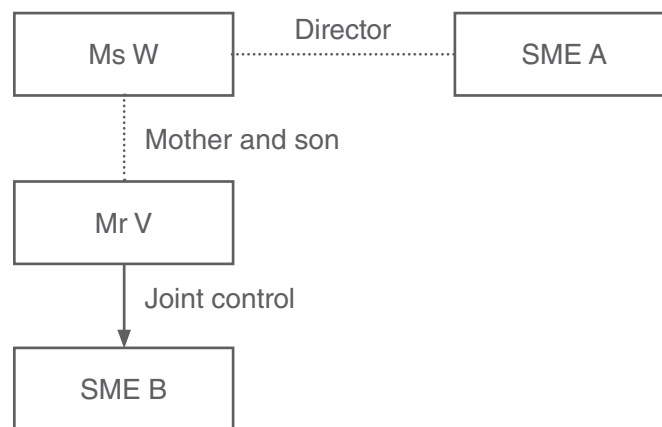 Director
Ms W
SME A
Mother and son
Mr V
Joint control
SME B